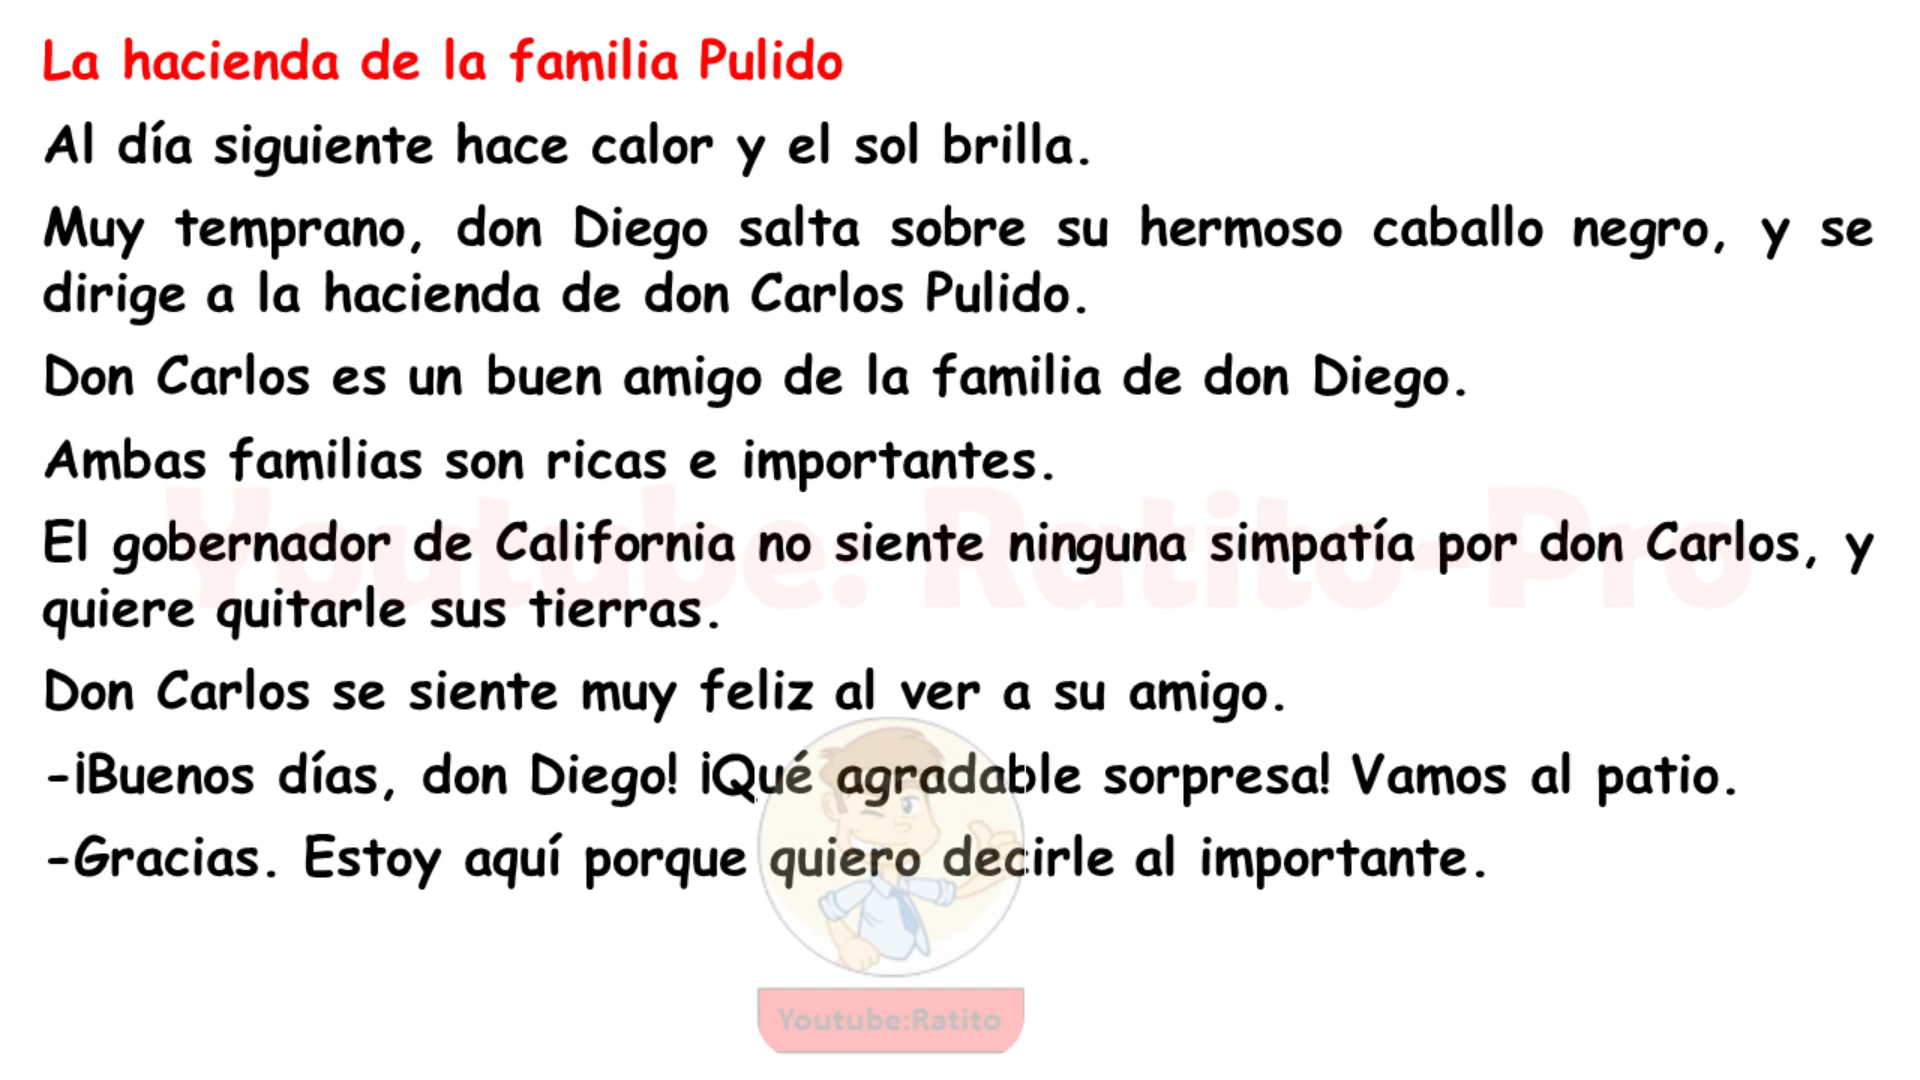 La hacienda de la familia Pulido
Al día siguiente hace calor y el sol brilla.
Muy temprano, don Diego salta sobre su hermoso caballo negro, y se
dirige a la hacienda de don Carlos Pulido.
Don Carlos es un buen amigo de la familia de don Diego.
Ambas familias son ricas e importantes.
El gobernador de California no siente ninguna simpatía por don Carlos, y
quiere quitarle sus tierras.
Don Carlos se siente muy feliz al ver a su amigo.
-¡Buenos días, don Diego! ¡Qué agradable sorpresa! Vamos al patio.
-Gracias. Estoy aquí porque quiero decirle al importante.
Youtube: Ratito-Pro
Youtube:Ratito